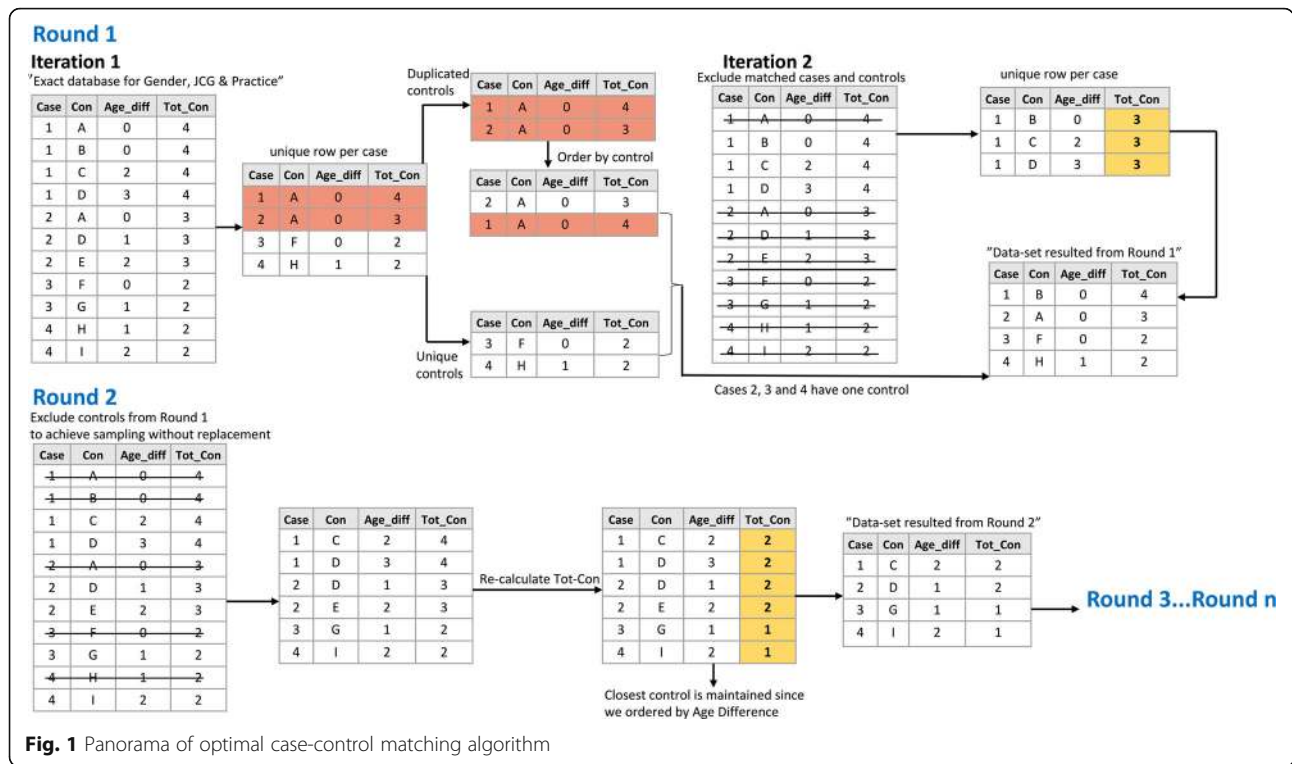 Round 1
Iteration 1
"Exact database for Gender, JCG & Practice"
Case Con Age_diff Tot_Con
1 A 0 4
1 B 0 4
1 C 2 4
1 D 3 4
2 A 0 3
2 D 1 3
2 E 2 3
3 F 0 2
3 G 1 2
4 H 1 2
4 I 2 2
unique row per case
Case Con Age_diff Tot_Con
1 A 0 4
2 A 0 3
3 F 0 2
4 H 1 2
Duplicated
controls
Case Con Age_diff Tot_Con
1 A 0 4
2 A 0 3
Order by control
Case Con Age_diff Tot_Con
2 A 0 3
1 A 0 4
Unique
controls
Case Con Age_diff Tot_Con
3 F 0 2
4 H 1 2
Iteration 2
Exclude matched cases and controls
Case Con Age_diff Tot_Con
1 A 0 4
1 B 0 4
1 C 2 4
1 D 3 4
2 A 0 3
2 D 1 3
2 E 2 3
3 F 0 2
3 G 1 2
4 H 1 2
4 I 2 2
unique row per case
Case Con Age_diff Tot_Con
1 B 0 3
1 C 2 3
1 D 3 3
"Data-set resulted from Round 1"
Case Con Age_diff Tot_Con
1 B 0 4
2 A 0 3
3 F 0 2
4 H 1 2
Cases 2, 3 and 4 have one control
Round 2
Exclude controls from Round 1
to achieve sampling without replacement
Case Con Age_diff Tot_Con
1 A 0 4
1 B 0 4
1 C 2 4
1 D 3 4
2 A 0 3
2 D 1 3
2 E 2 3
3 F 0 2
3 G 1 2
4 H 1 2
4 I 2 2
Case Con Age_diff Tot_Con
1 C 2 4
1 D 3 4
2 D 1 3
2 E 2 3
3 G 1 2
4 I 2 2
Re-calculate Tot-Con
Case Con Age_diff Tot_Con
1 C 2 2
1 D 3 2
2 D 1 2
2 E 2 2
3 G 1 1
4 I 2 1
Closest control is maintained since
we ordered by Age Difference
"Data-set resulted from Round 2"
Case Con Age_diff Tot_Con
1 C 2 2
2 D 1 2
3 G 1 1
4 I 2 1
Round 3...Round n
Fig. 1 Panorama of optimal case-control matching algorithm